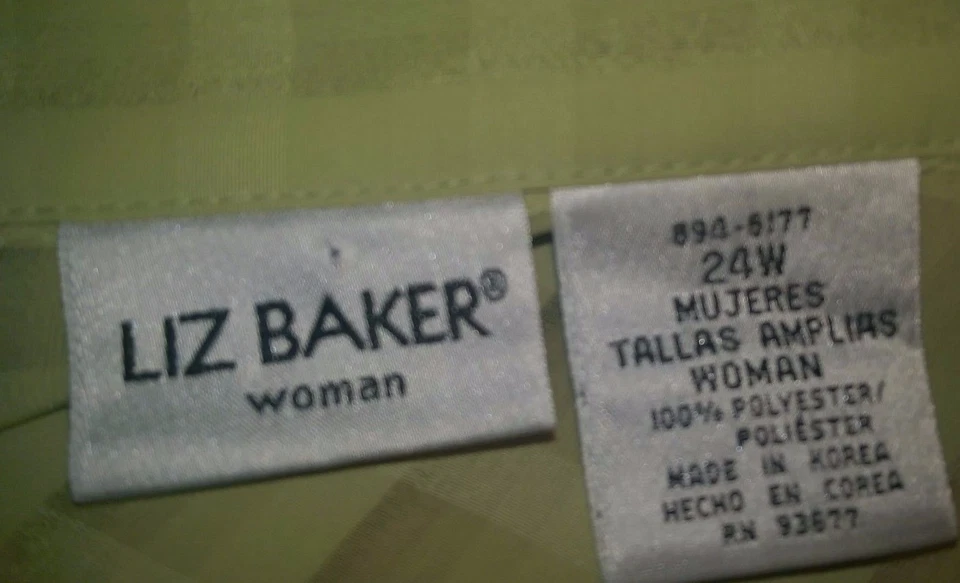 LIZ BAKER®
woman
894-6177
24W
MUJERES
TALLAS AMPLIAS
WOMAN
100% POLYESTER/
POLIÉSTER
MADE IN KOREA
HECHO EN COREA
RN 93677